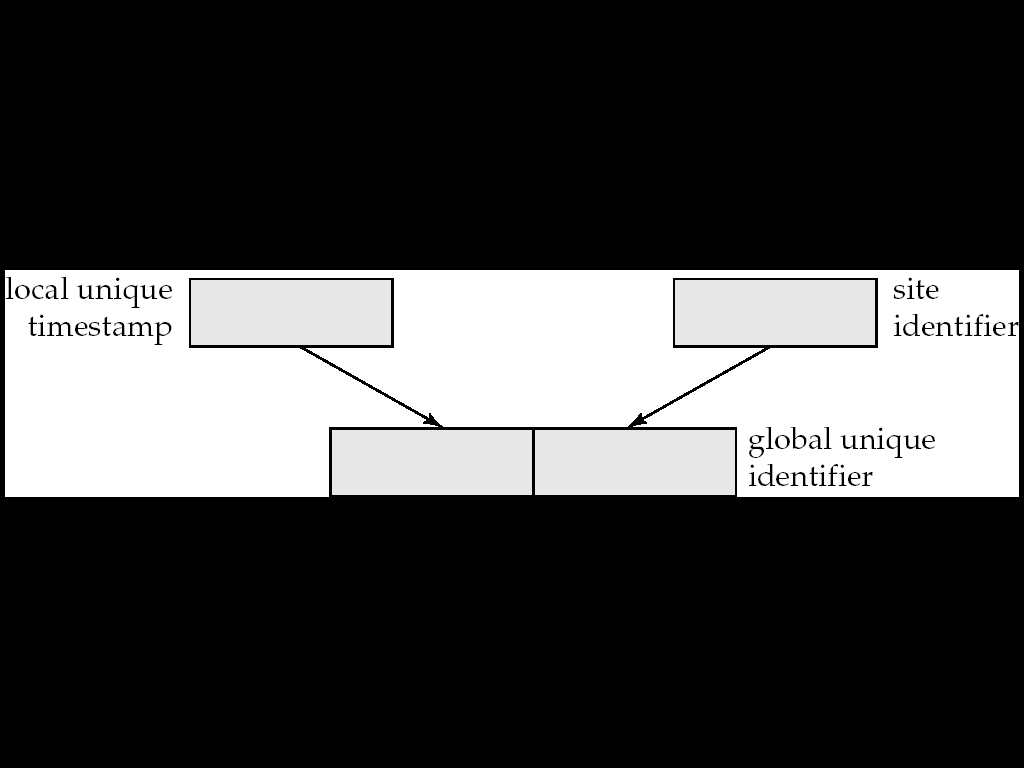 local unique
timestamp
site
identifier
global unique
identifier